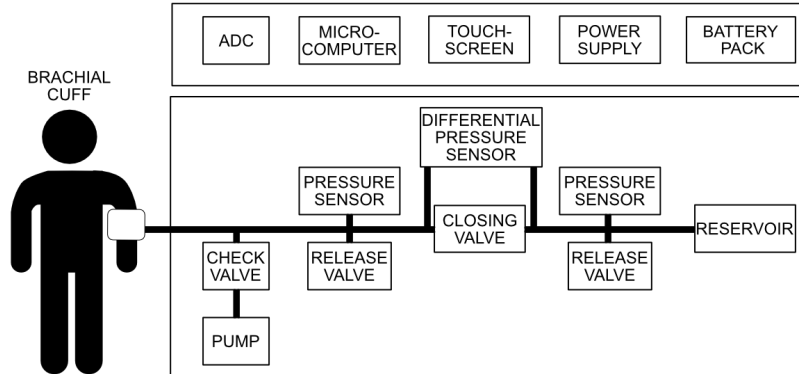 ADC
MICRO-
COMPUTER
TOUCH-
SCREEN
POWER
SUPPLY
BATTERY
PACK
BRACHIAL
CUFF
DIFFERENTIAL
PRESSURE
SENSOR
PRESSURE
SENSOR
PRESSURE
SENSOR
CLOSING
VALVE
RESERVOIR
CHECK
VALVE
RELEASE
VALVE
RELEASE
VALVE
PUMP